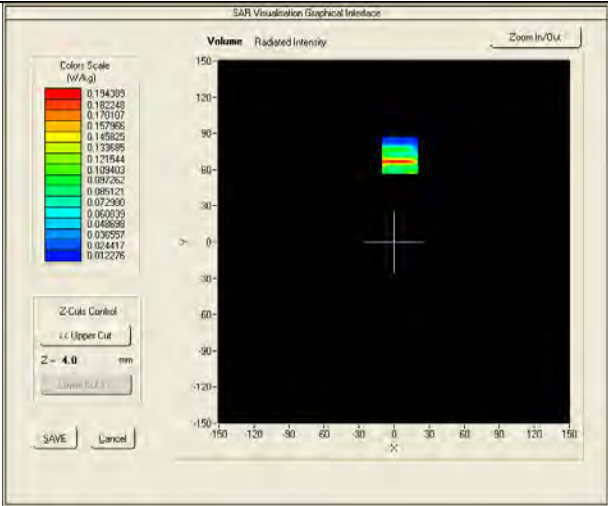 SAR Visualisation Graphical Interface
Volume Radiated Intensity
Zoom In/Out
Colors Scale
(W/kg)
0.194389
0.182248
0.170107
0.157966
0.145825
0.133685
0.121544
0.109403
0.097262
0.085121
0.072980
0.060839
0.048698
0.036557
0.024417
0.012276
150
120
90
60
30
0
-30
-60
-90
-120
-150
Y
-150 -120 -90 -60 -30 0 30 60 90 120 150
X
Z-Cuts Control
<< Upper Cut
Z = 4.0 mm
SAVE Cancel